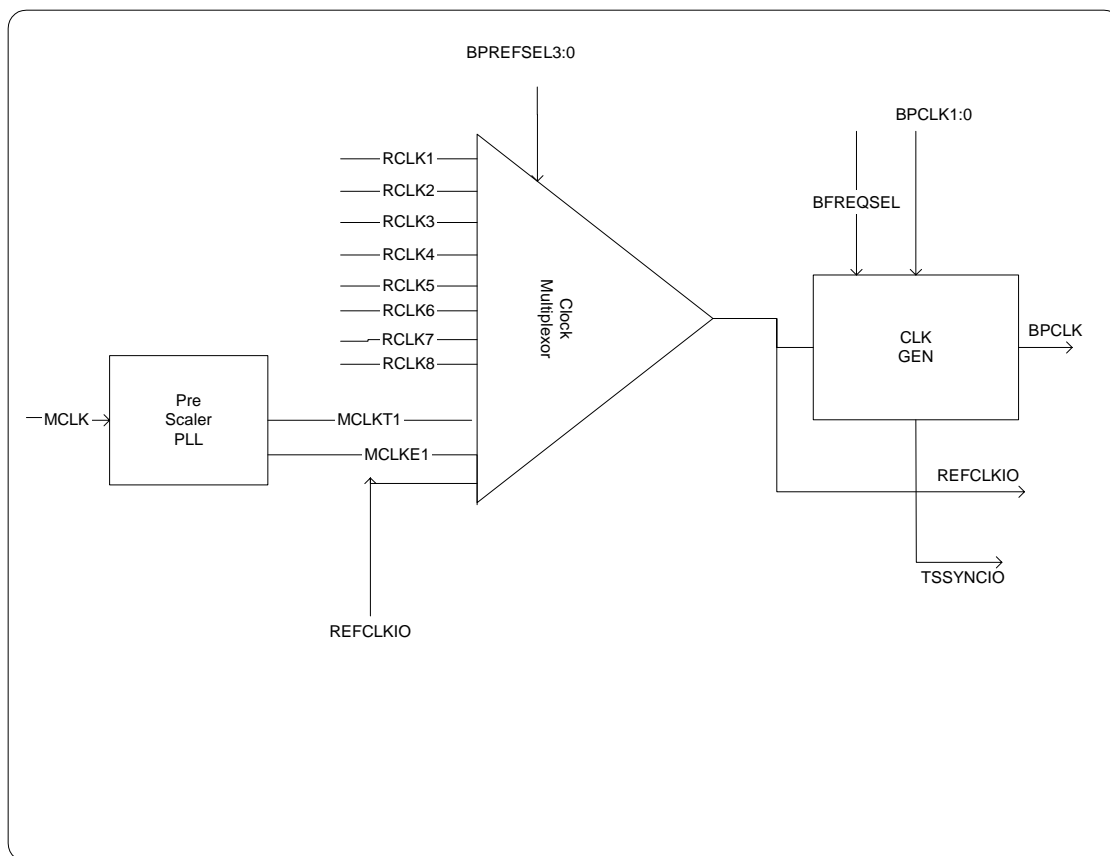 BPREFSEL3:0
BPCLK1:0
RCLK1
RCLK2
RCLK3
RCLK4
RCLK5
RCLK6
RCLK7
RCLK8
BFREQSEL
Clock
Multiplexor
CLK
GEN
BPCLK
Pre
Scaler
PLL
MCLK
MCLKT1
MCLKE1
REFCLKIO
TSSYNCIO
REFCLKIO